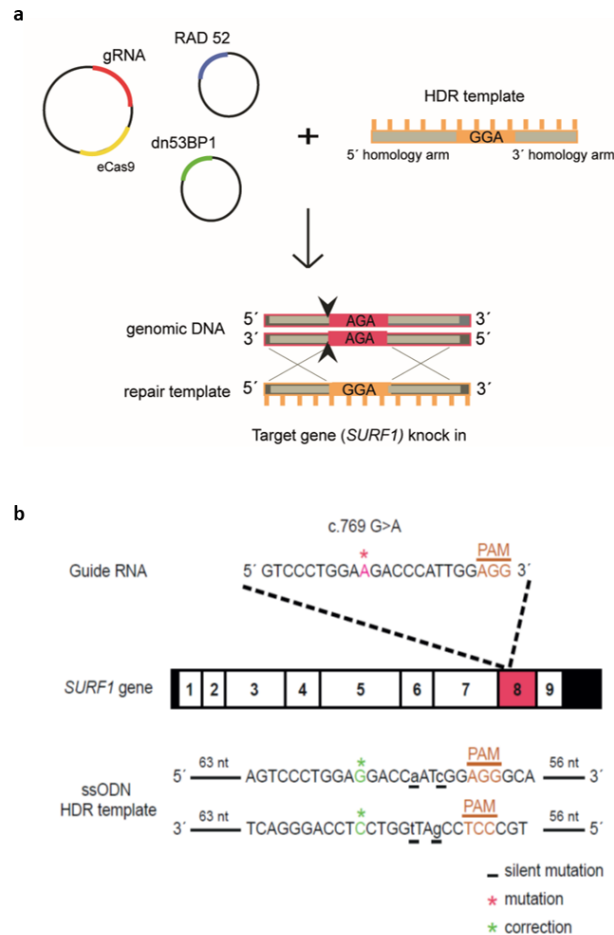 a
RAD 52
gRNA
eCas9
dn53BP1
+
HDR template
GGA
5´ homology arm 3´ homology arm
5´ AGA 3´
genomic DNA
3´ AGA 5´
repair template 5´ GGA 3´
Target gene (SURF1) knock in
b
c.769 G>A
* PAM
Guide RNA 5´ GTCCCTGGAAGACCCATTGGAGG 3´
SURF1 gene 1 2 3 4 5 6 7 8 9
* PAM
5´ 63 nt AGTCCCTGGAGGACCaATcGGAGGGCA 56 nt 3´
ssODN
HDR template
* PAM
3´ 63 nt TCAGGGACCTCCTGGtTAgCCTCCCGT 56 nt 5´
silent mutation
* mutation
* correction